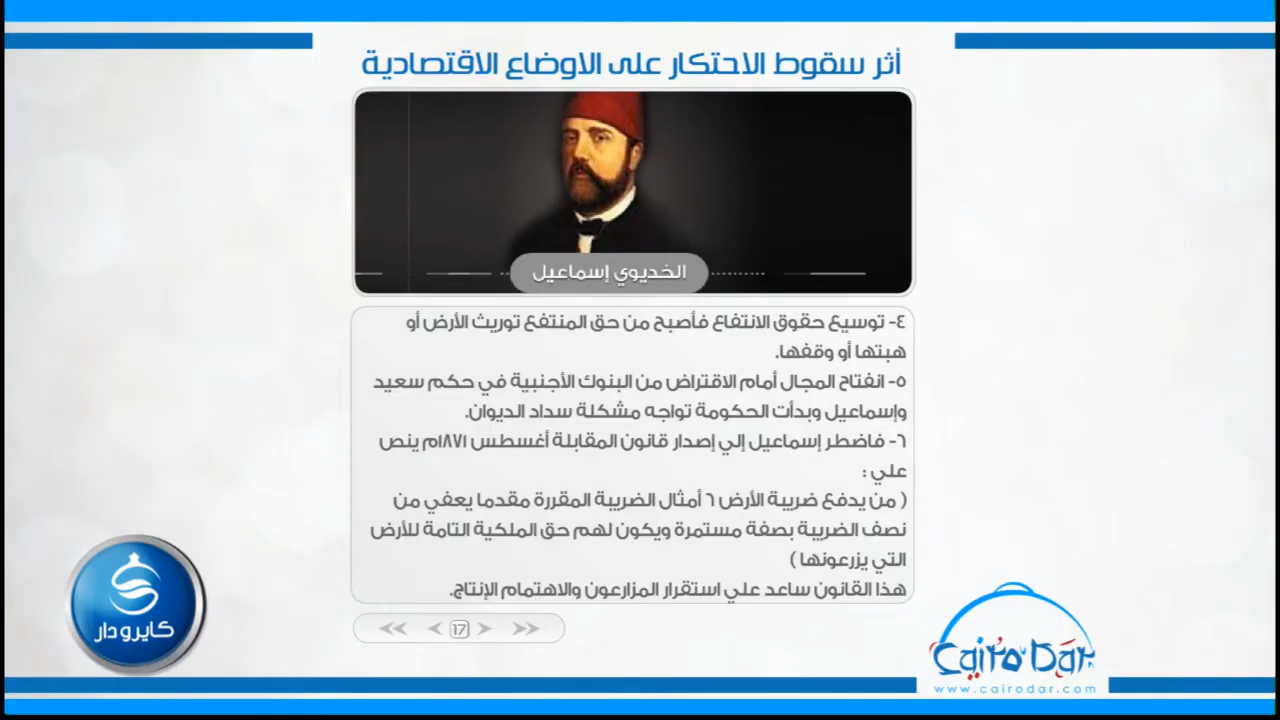 أثر سقوط الاحتكار على الاوضاع الاقتصادية
الخديوي إسماعيل
٤- توسيع حقوق الانتفاع فأصبح من حق المنتفع توريث الأرض أو
هبتها أو وقفها.
٥- انفتاح المجال أمام الاقتراض من البنوك الأجنبية في حكم سعيد
وإسماعيل وبدأت الحكومة تواجه مشكلة سداد الديوان.
٦- فاضطر إسماعيل إلي إصدار قانون المقابلة أغسطس ١٨٧١م ينص
علي :
( من يدفع ضريبة الأرض ٦ أمثال الضريبة المقررة مقدما يعفي من
نصف الضريبة بصفة مستمرة ويكون لهم حق الملكية التامة للأرض
التي يزرعونها )
هذا القانون ساعد علي استقرار المزارعون والاهتمام الإنتاج.
17
كايرو دار
Cairo Dar
www.cairodar.com